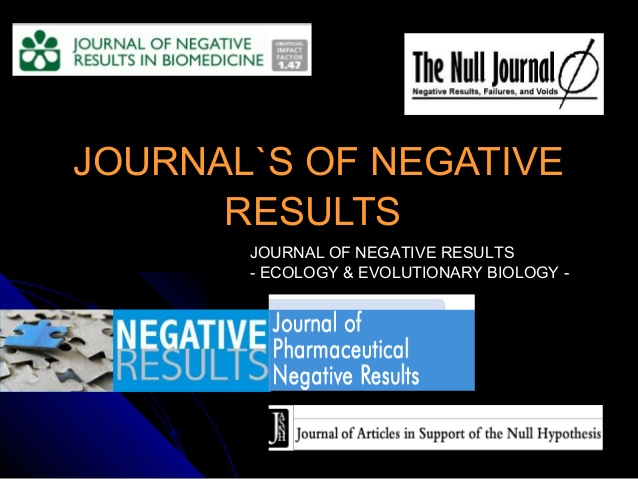 JOURNAL OF NEGATIVE
RESULTS IN BIOMEDICINE
UNOFFICIAL
IMPACT
FACTOR
1.47
The Null Journal
Negative Results, Failures, and Voids
JOURNAL`S OF NEGATIVE
RESULTS
JOURNAL OF NEGATIVE RESULTS
- ECOLOGY & EVOLUTIONARY BIOLOGY -
NEGATIVE
RESULTS
Journal of
Pharmaceutical
Negative Results
JASNH
Journal of Articles in Support of the Null Hypothesis